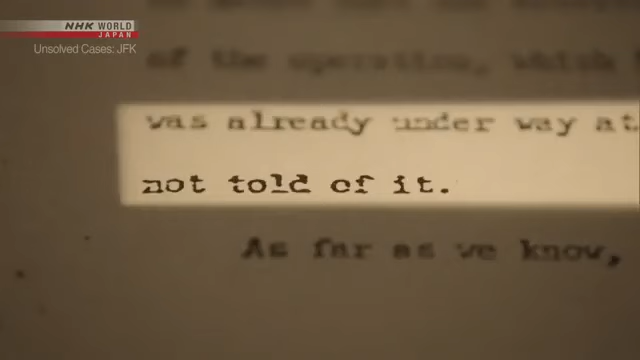 NHK WORLD
JAPAN
Unsolved Cases: JFK
of the operation, which
was already under way at
not told of it.
As far as we know,